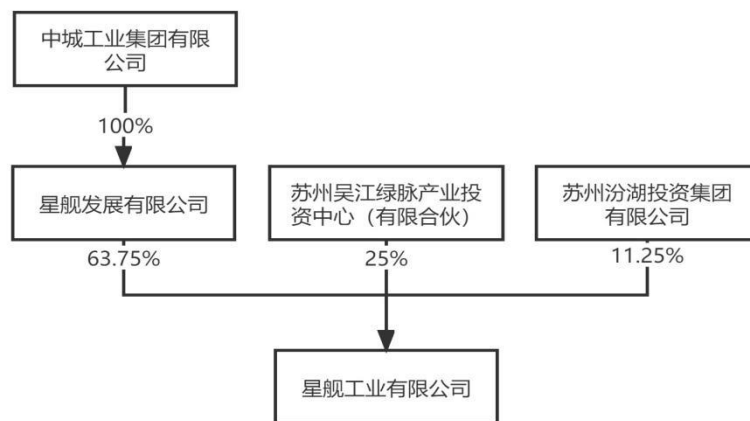 中城工业集团有限
公司
100%
星舰发展有限公司
苏州吴江绿脉产业投
资中心（有限合伙）
苏州汾湖投资集团
有限公司
63.75%
25%
11.25%
星舰工业有限公司